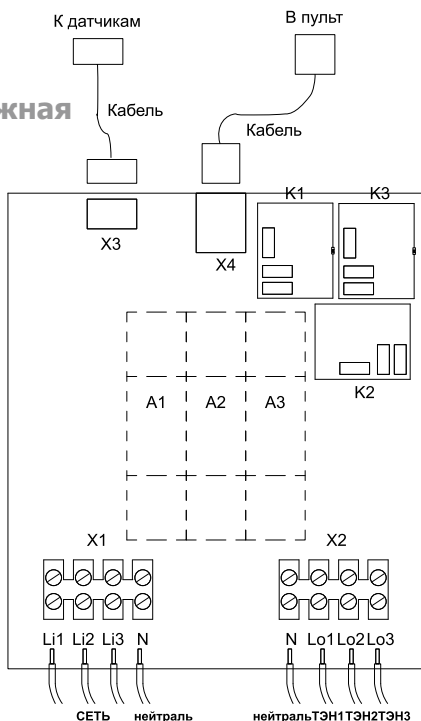 К датчикам
В пульт
жная
Кабель
Кабель
X3
X4
K1
K3
K2
A1 A2 A3
X1
X2
Li1 Li2 Li3 N
N Lo1 Lo2 Lo3
СЕТЬ нейтраль
нейтраль ТЭН1 ТЭН2 ТЭН3